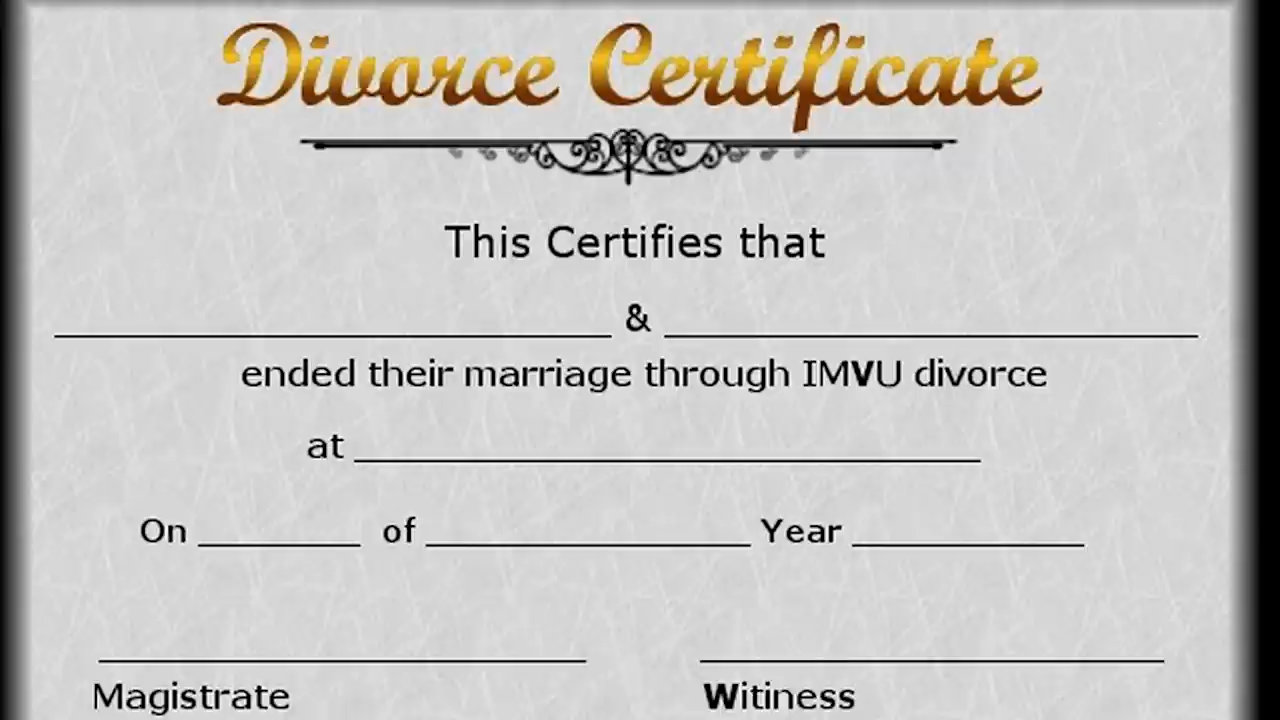 Divorce Certificate
This Certifies that
&
ended their marriage through IMVU divorce
at
On of Year
Magistrate Witiness